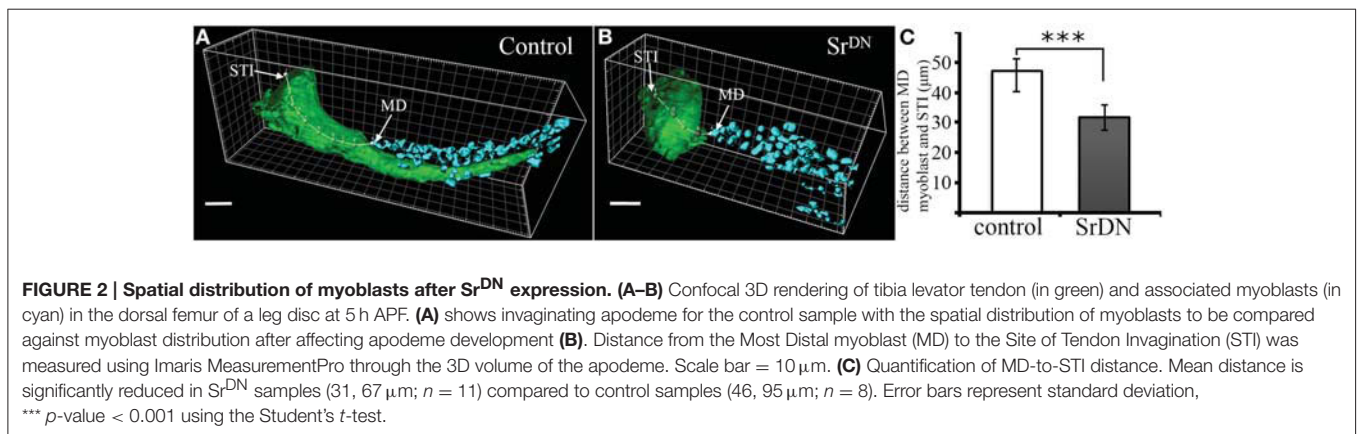 A
Control
STI
MD
B
Sr^DN
STI
MD
C
***
distance between MD
myoblast and STI (µm)
50
40
30
20
10
control
SrDN
FIGURE 2 | Spatial distribution of myoblasts after Sr^DN expression. (A–B) Confocal 3D rendering of tibia levator tendon (in green) and associated myoblasts (in
cyan) in the dorsal femur of a leg disc at 5 h APF. (A) shows invaginating apodeme for the control sample with the spatial distribution of myoblasts to be compared
against myoblast distribution after affecting apodeme development (B). Distance from the Most Distal myoblast (MD) to the Site of Tendon Invagination (STI) was
measured using Imaris MeasurementPro through the 3D volume of the apodeme. Scale bar = 10 µm. (C) Quantification of MD-to-STI distance. Mean distance is
significantly reduced in Sr^DN samples (31, 67 µm; n = 11) compared to control samples (46, 95 µm; n = 8). Error bars represent standard deviation,
*** p-value < 0.001 using the Student's t-test.